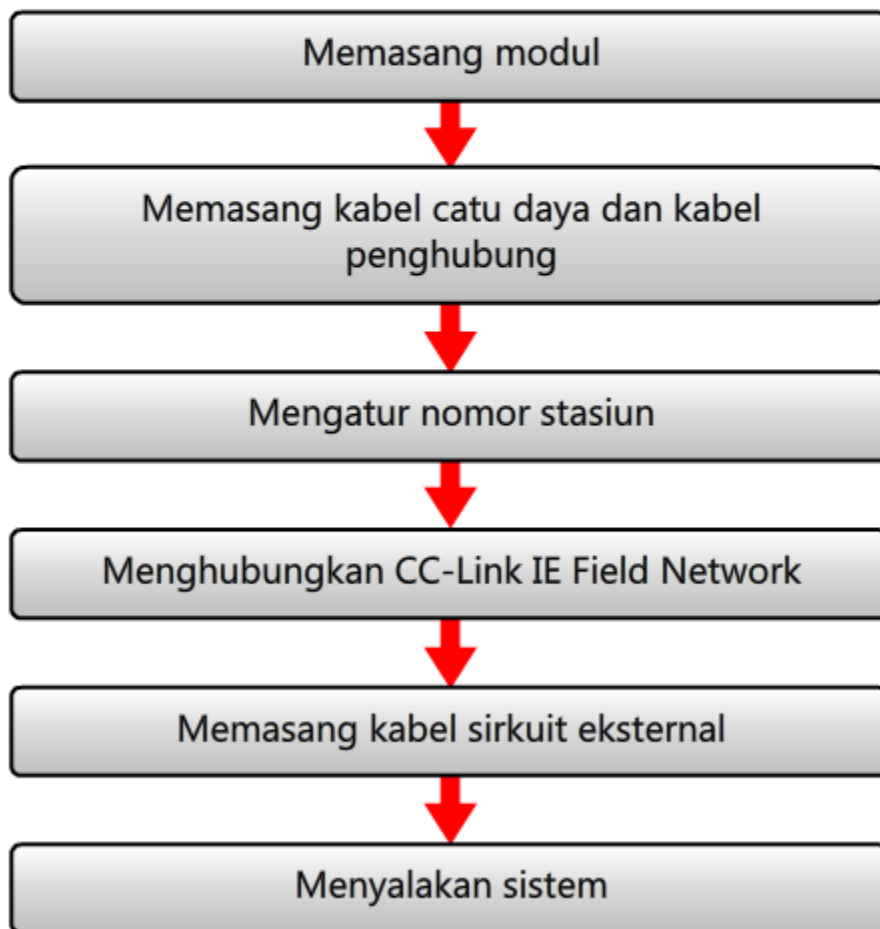 Memasang modul
Memasang kabel catu daya dan kabel
penghubung
Mengatur nomor stasiun
Menghubungkan CC-Link IE Field Network
Memasang kabel sirkuit eksternal
Menyalakan sistem